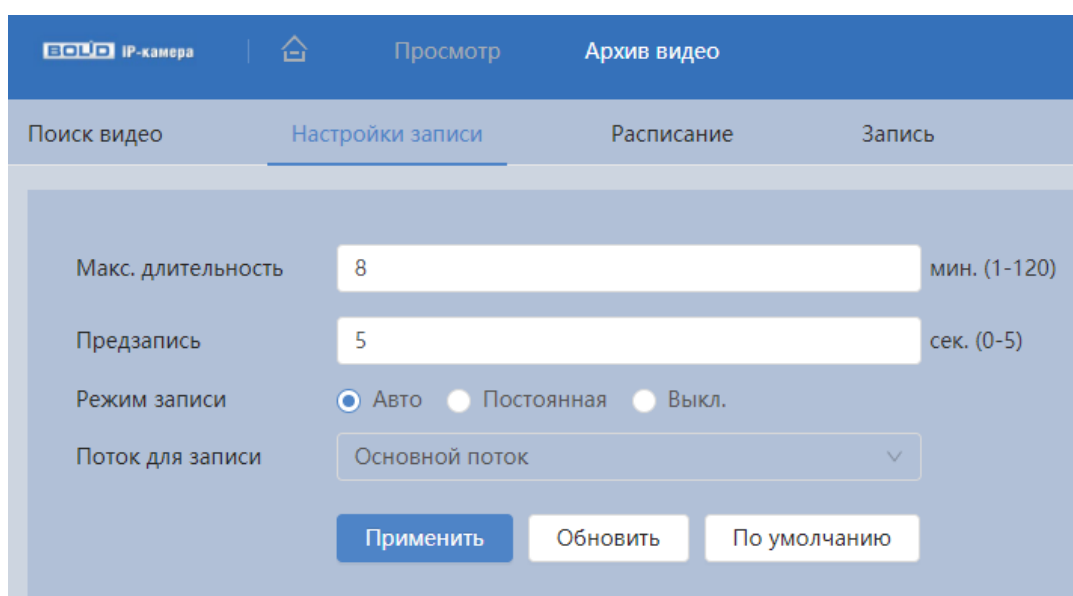 BOLID IP-камера Просмотр Архив видео
Поиск видео Настройки записи Расписание Запись
Макс. длительность 8 мин. (1-120)
Предзапись 5 сек. (0-5)
Режим записи Авто Постоянная Выкл.
Поток для записи Основной поток
Применить Обновить По умолчанию